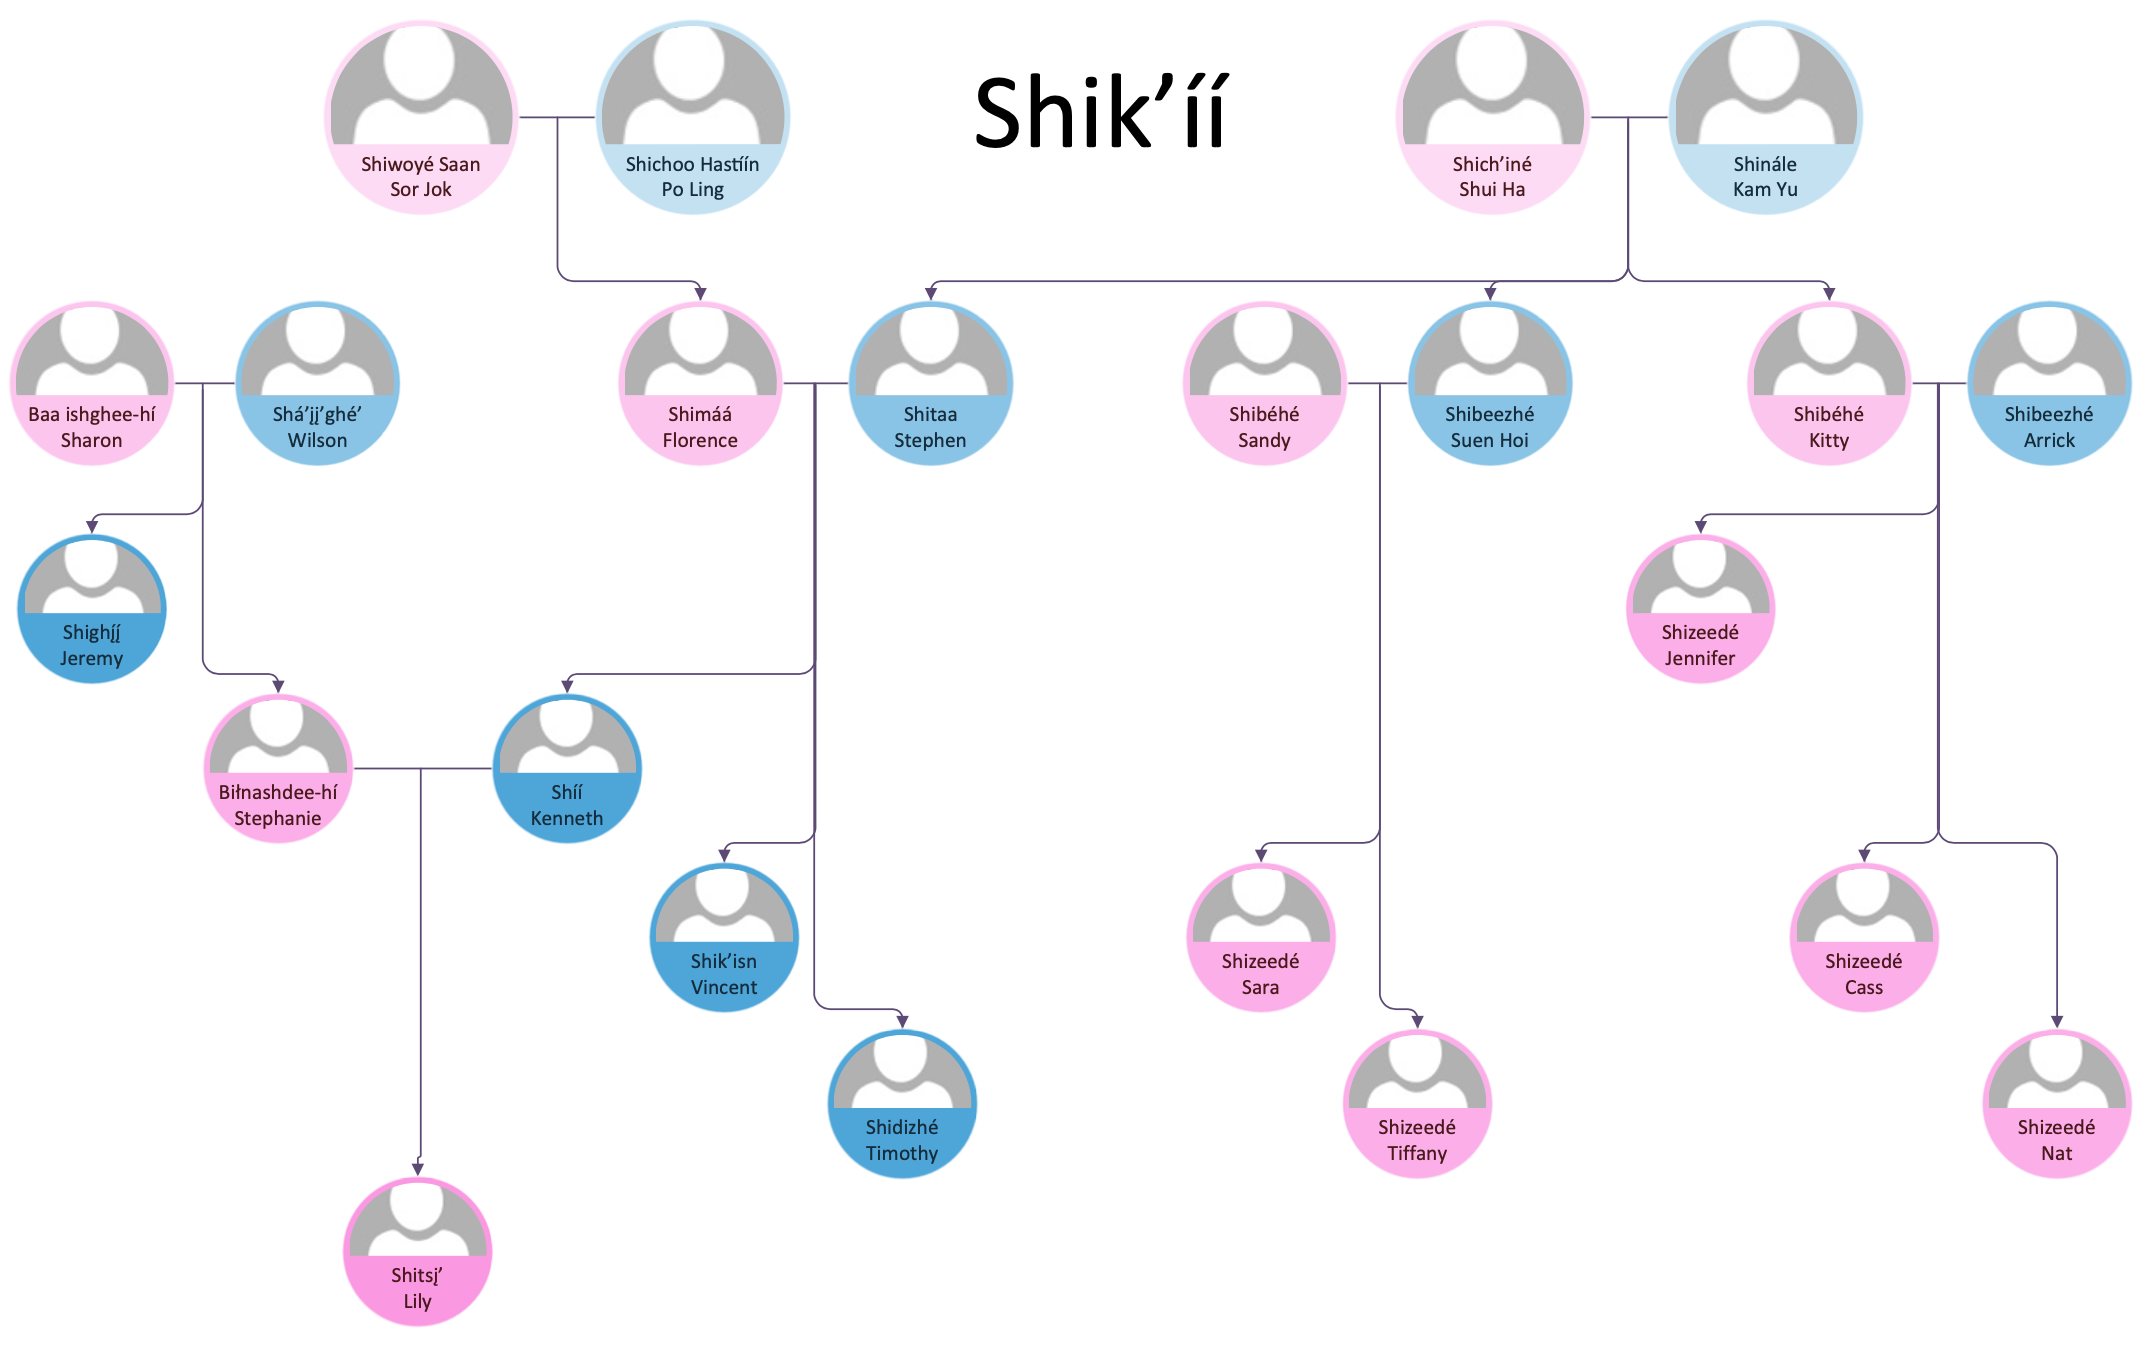 Shik’íí
Shiwoyé Saan
Sor Jok
Shichoo Hastíín
Po Ling
Shich’iné
Shui Ha
Shinále
Kam Yu
Baa ishghee-hí
Sharon
Shá’į́į́’ghé’
Wilson
Shimáá
Florence
Shitaa
Stephen
Shibéhé
Sandy
Shibeezhé
Suen Hoi
Shibéhé
Kitty
Shibeezhé
Arrick
Shighį́į́
Jeremy
Shizeedé
Jennifer
Biłnashdee-hí
Stephanie
Shíí
Kenneth
Shik’isn
Vincent
Shizeedé
Sara
Shizeedé
Cass
Shidizhé
Timothy
Shizeedé
Tiffany
Shizeedé
Nat
Shitsį’
Lily